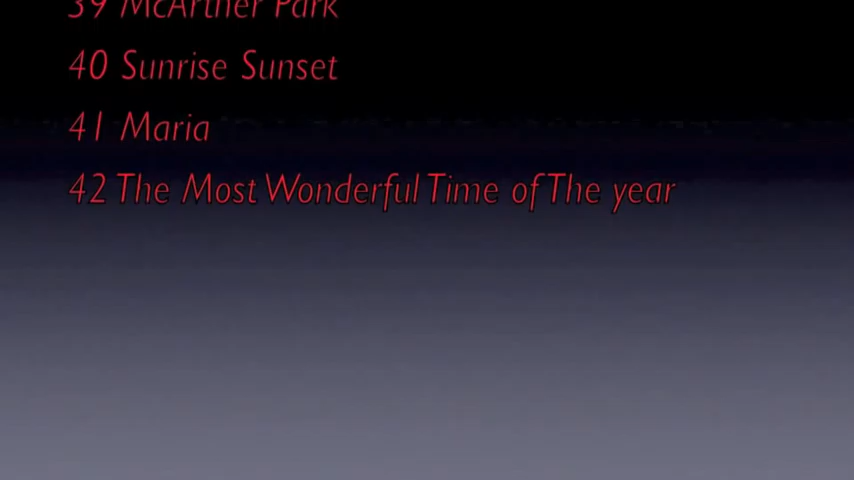 39 McArther Park
40 Sunrise Sunset
41 Maria
42 The Most Wonderful Time of The year